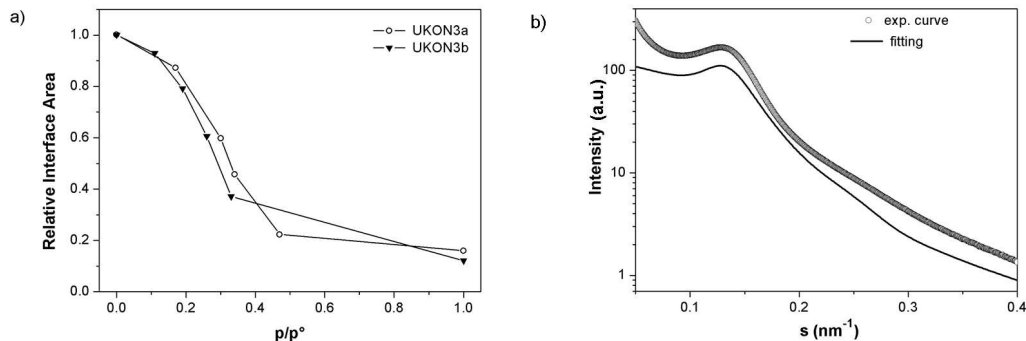 a)
UKON3a
UKON3b
1.0
0.8
0.6
0.4
0.2
0.0
Relative Interface Area
0.0 0.2 0.4 0.6 0.8 1.0
p/p°
b)
exp. curve
fitting
100
10
1
Intensity (a.u.)
0.1 0.2 0.3 0.4
s (nm⁻¹)